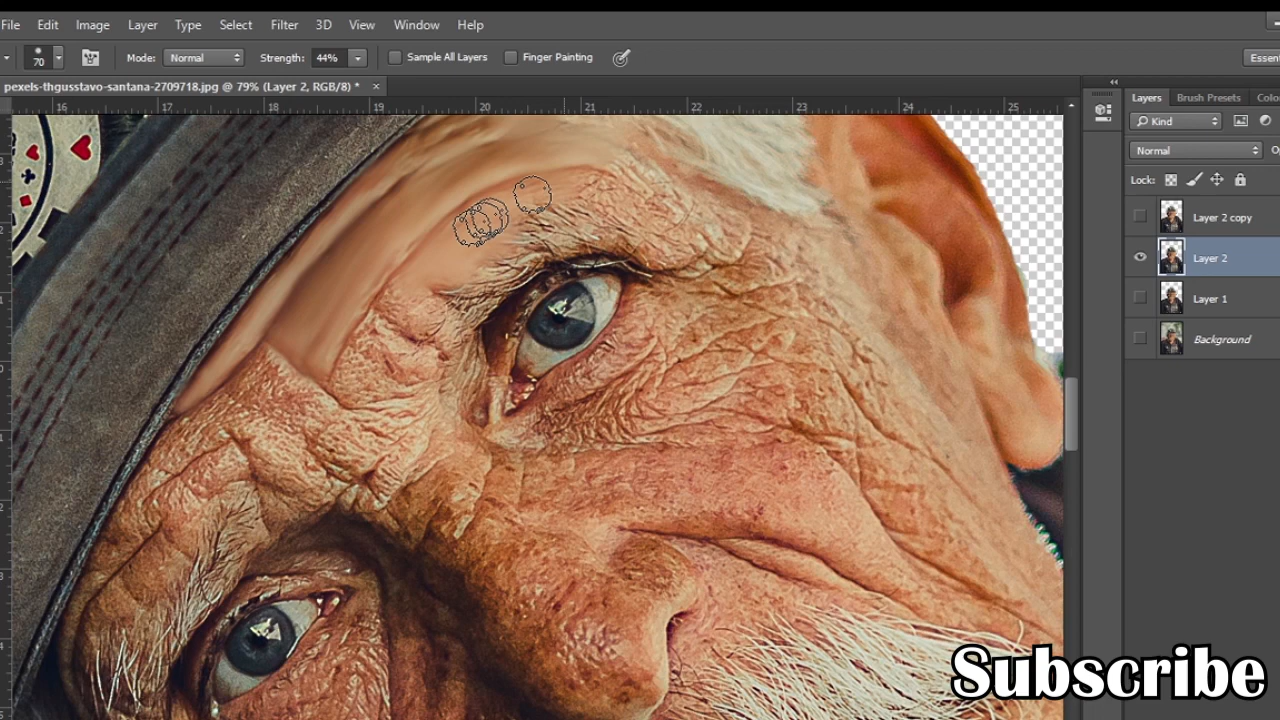 File Edit Image Layer Type Select Filter 3D View Window Help
70 Mode: Normal Strength: 44% Sample All Layers Finger Painting Essen
pexels-thgusstavo-santana-2709718.jpg @ 79% (Layer 2, RGB/8) * ×
16 17 18 19 20 21 22 23 24 25
Layers Brush Presets Colo
Kind
Normal O
Lock:
Layer 2 copy
Layer 2
Layer 1
Background
Subscribe